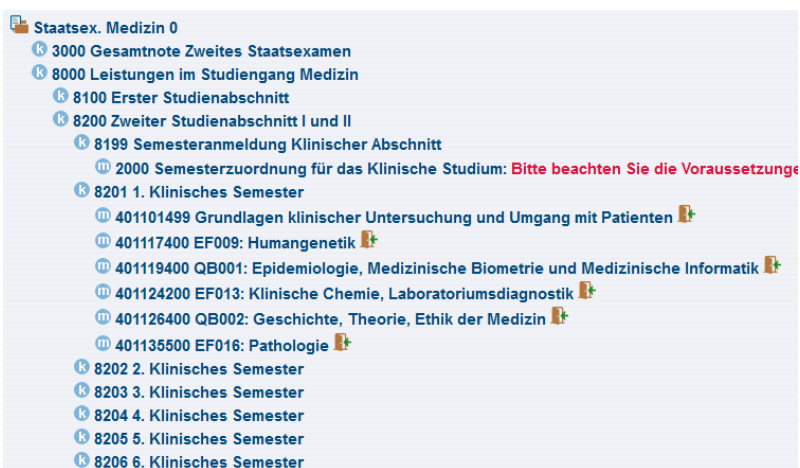 Staatsex. Medizin 0
k 3000 Gesamtnote Zweites Staatsexamen
k 8000 Leistungen im Studiengang Medizin
k 8100 Erster Studienabschnitt
k 8200 Zweiter Studienabschnitt I und II
k 8199 Semesteranmeldung Klinischer Abschnitt
m 2000 Semesterzuordnung für das Klinische Studium: Bitte beachten Sie die Voraussetzunge
k 8201 1. Klinisches Semester
m 401101499 Grundlagen klinischer Untersuchung und Umgang mit Patienten
m 401117400 EF009: Humangenetik
m 401119400 QB001: Epidemiologie, Medizinische Biometrie und Medizinische Informatik
m 401124200 EF013: Klinische Chemie, Laboratoriumsdiagnostik
m 401126400 QB002: Geschichte, Theorie, Ethik der Medizin
m 401135500 EF016: Pathologie
k 8202 2. Klinisches Semester
k 8203 3. Klinisches Semester
k 8204 4. Klinisches Semester
k 8205 5. Klinisches Semester
k 8206 6. Klinisches Semester